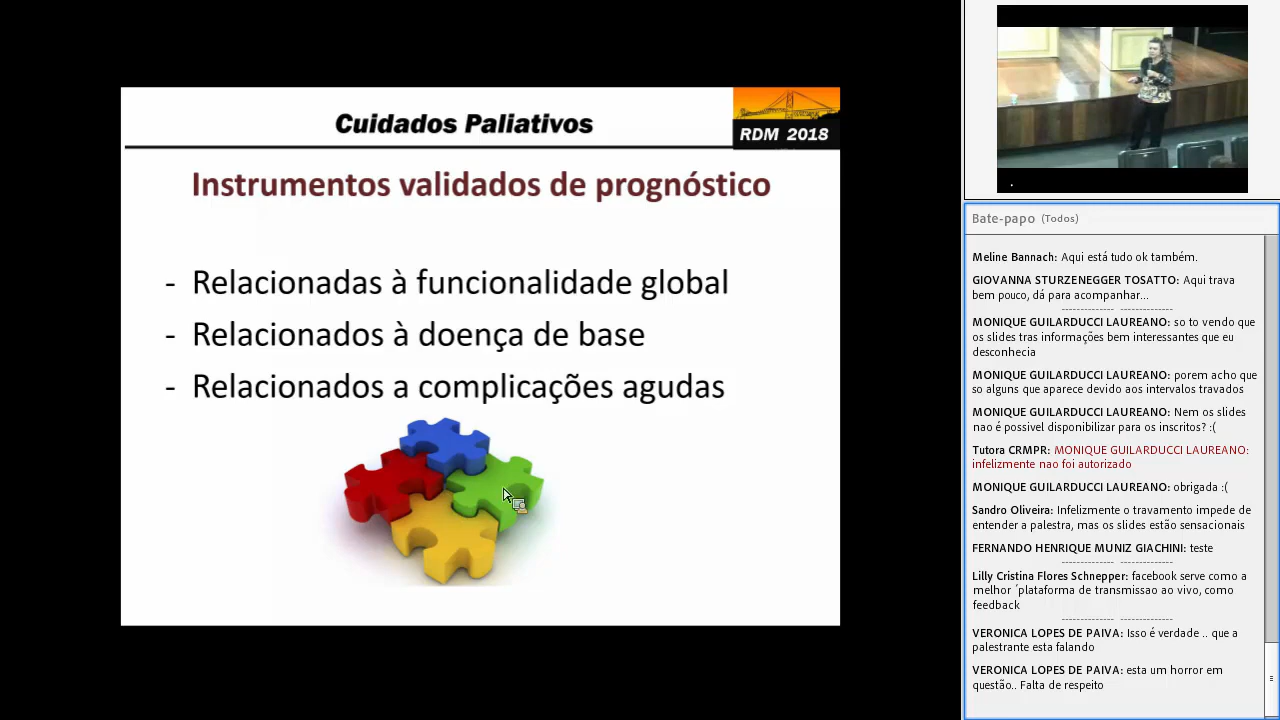 Cuidados Paliativos
RDM 2018
Instrumentos validados de prognóstico
- Relacionadas à funcionalidade global
- Relacionados à doença de base
- Relacionados a complicações agudas
Bate-papo (Todos)
Meline Bannach: Aqui está tudo ok também.
GIOVANNA STURZENEGGER TOSATTO: Aqui trava
bem pouco, dá para acompanhar...
-------------- --------------
MONIQUE GUILARDUCCI LAUREANO: so to vendo que
os slides tras informações bem interessantes que eu
desconhecia
MONIQUE GUILARDUCCI LAUREANO: porem acho que
so alguns que aparece devido aos intervalos travados
MONIQUE GUILARDUCCI LAUREANO: Nem os slides
nao é possivel disponibilizar para os inscritos? :(
Tutora CRMPR: MONIQUE GUILARDUCCI LAUREANO:
infelizmente nao foi autorizado
MONIQUE GUILARDUCCI LAUREANO: obrigada :(
Sandro Oliveira: Infelizmente o travamento impede de
entender a palestra, mas os slides estão sensacionais
FERNANDO HENRIQUE MUNIZ GIACHINI: teste
-------------- --------------
Lilly Cristina Flores Schnepper: facebook serve como a
melhor ´plataforma de transmissao ao vivo, como
feedback
-------------- --------------
VERONICA LOPES DE PAIVA: Isso é verdade .. que a
palestrante esta falando
VERONICA LOPES DE PAIVA: esta um horror em
questão.. Falta de respeito